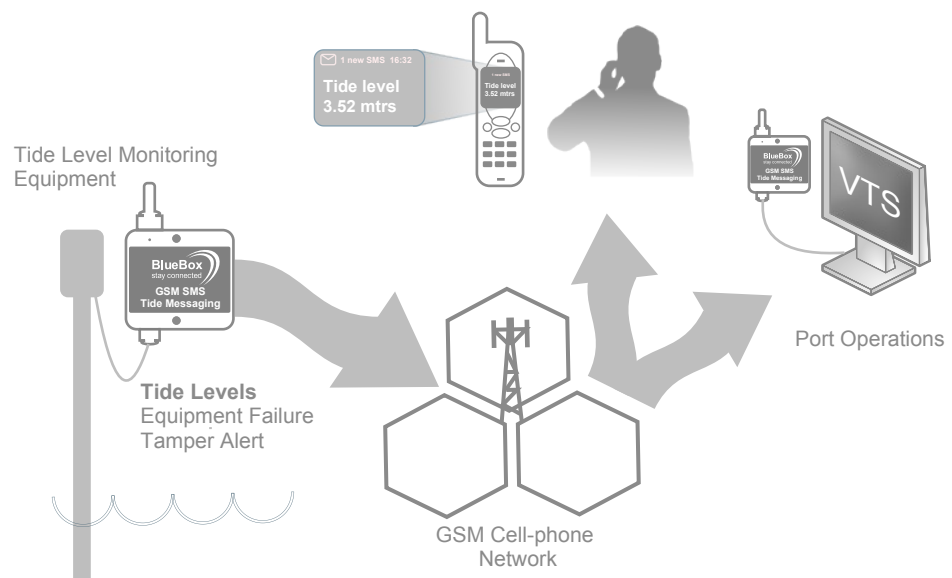 1 new SMS 16:32
Tide level
3.52 mtrs
1 new SMS
Tide level
3.52 mtrs
Tide Level Monitoring
Equipment
BlueBox
stay connected
GSM SMS
Tide Messaging
BlueBox
stay connected
GSM SMS
Tide Messaging
VTS
Port Operations
Tide Levels
Equipment Failure
Tamper Alert
GSM Cell-phone
Network